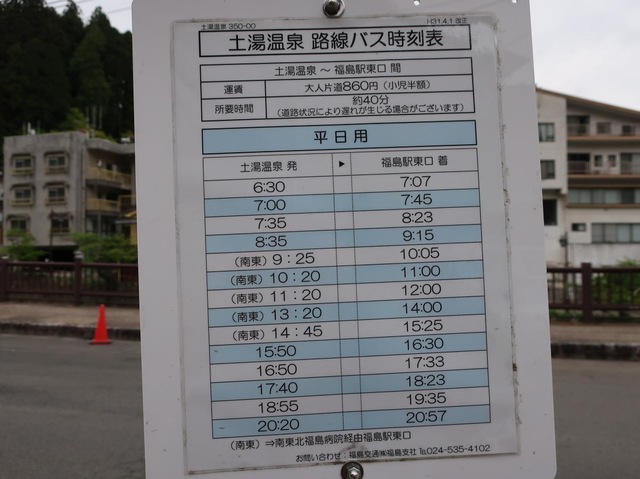 土湯温泉 350-00 H31.4.1 改正
土湯温泉 路線バス時刻表
土湯温泉 ～ 福島駅東口 間
運賃 大人片道860円 (小児半額)
所要時間 約40分
(道路状況により遅れが生じる場合がございます)
平日用
土湯温泉 発 ▶ 福島駅東口 着
6:30 7:07
7:00 7:45
7:35 8:23
8:35 9:15
(南東) 9：25 10:05
(南東) 10：20 11:00
(南東) 11：20 12:00
(南東) 13：20 14:00
(南東) 14：45 15:25
15:50 16:30
16:50 17:33
17:40 18:23
18:55 19:35
20:20 20:57
(南東) ⇒南東北福島病院経由福島駅東口
お問い合わせ：福島交通㈱福島支社 ℡024-535-4102